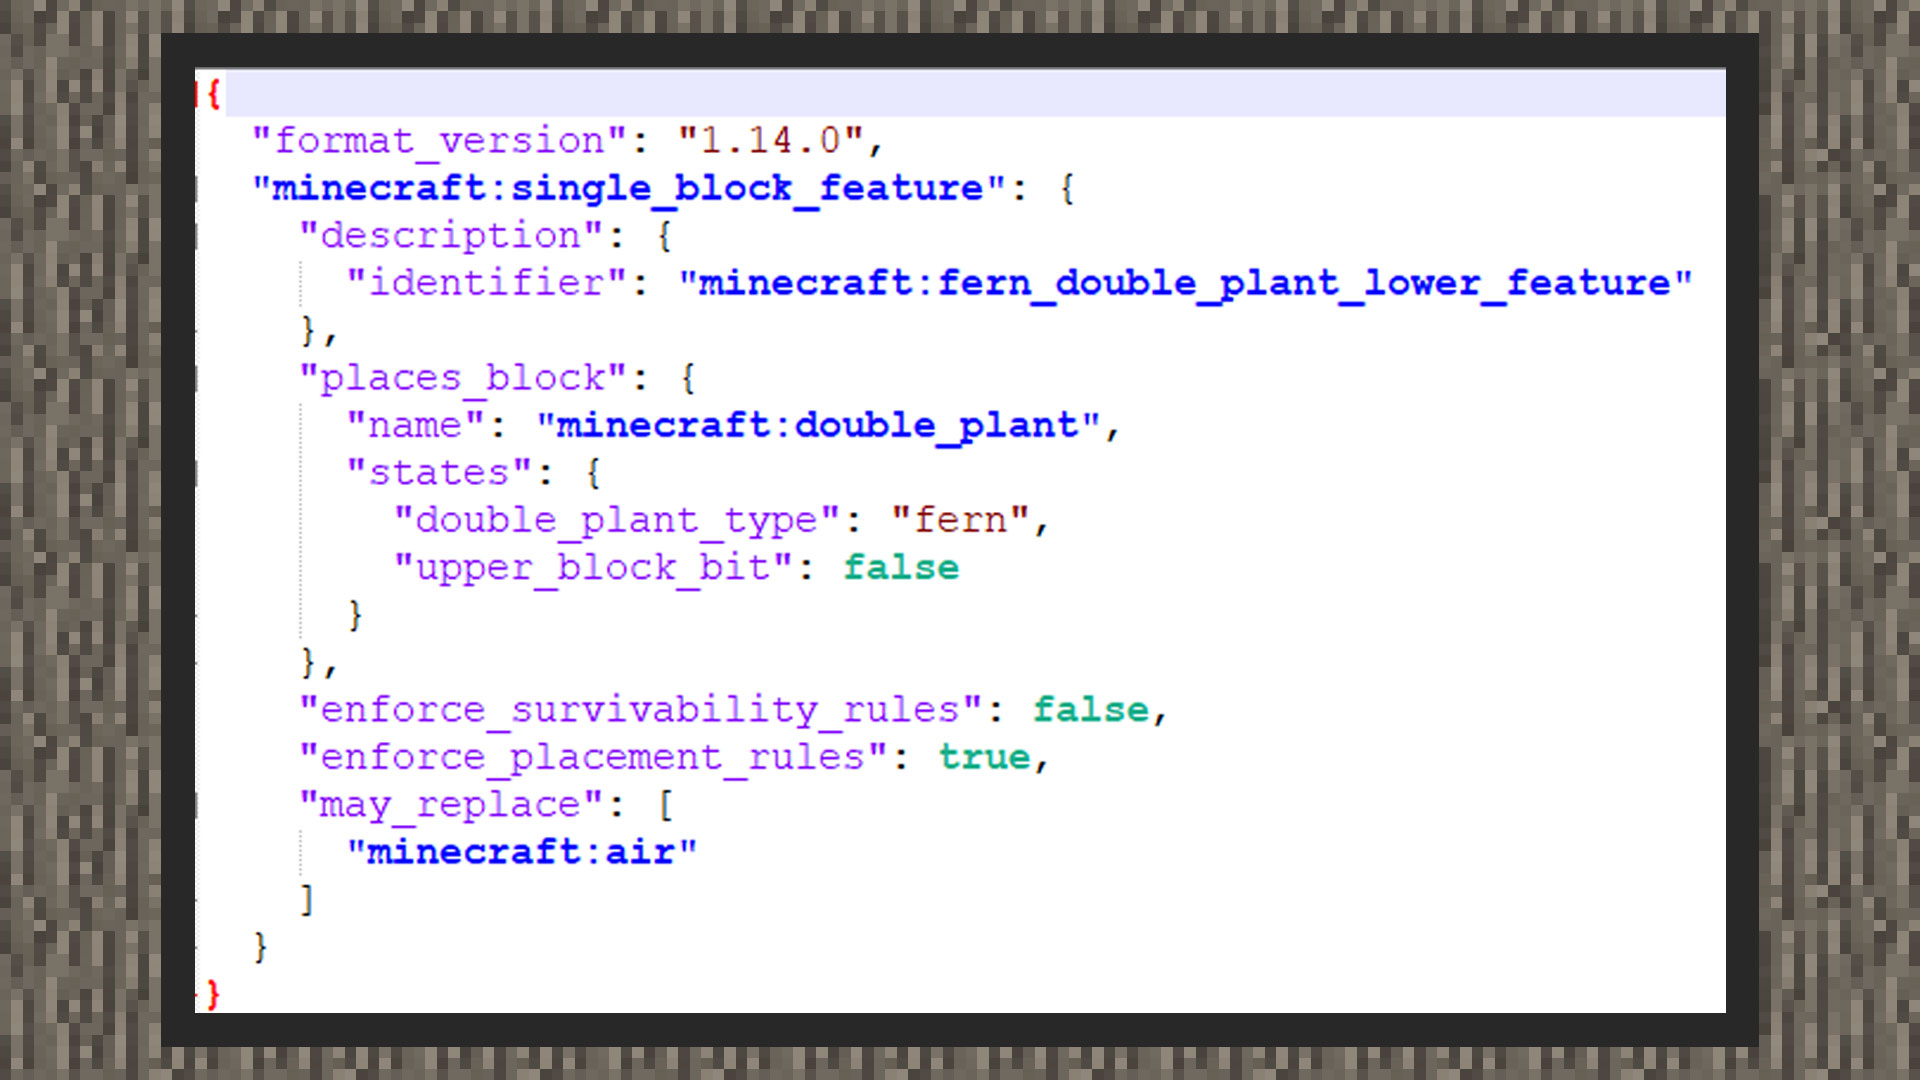 {
"format_version": "1.14.0",
"minecraft:single_block_feature": {
"description": {
"identifier": "minecraft:fern_double_plant_lower_feature"
},
"places_block": {
"name": "minecraft:double_plant",
"states": {
"double_plant_type": "fern",
"upper_block_bit": false
}
},
"enforce_survivability_rules": false,
"enforce_placement_rules": true,
"may_replace": [
"minecraft:air"
]
}
}